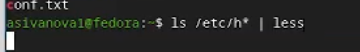 conf.txt
asivanova1@fedora:~$ ls /etc/h* | less